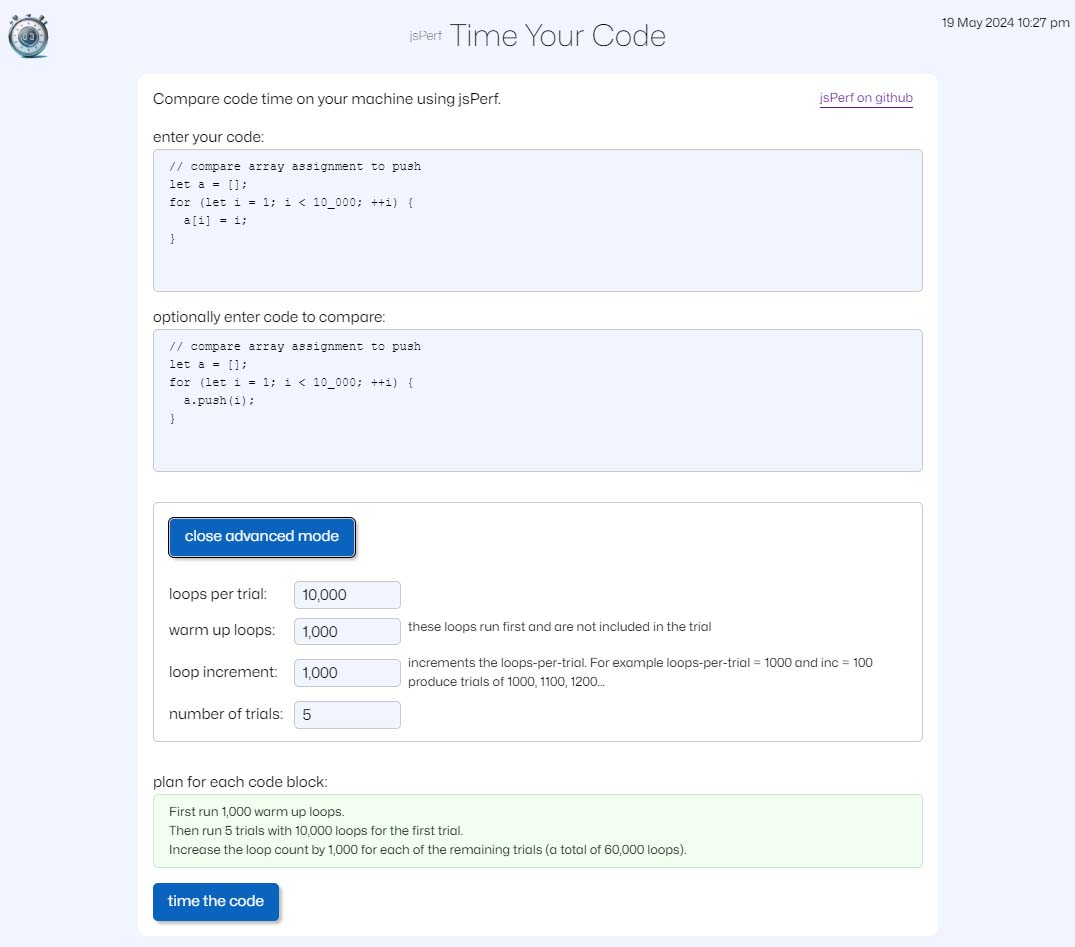 19 May 2024 10:27 pm
jsPerf Time Your Code
Compare code time on your machine using jsPerf.
jsPerf on github
enter your code:
// compare array assignment to push
let a = [];
for (let i = 1; i < 10_000; ++i) {
  a[i] = i;
}
optionally enter code to compare:
// compare array assignment to push
let a = [];
for (let i = 1; i < 10_000; ++i) {
  a.push(i);
}
close advanced mode
loops per trial: 10,000
warm up loops: 1,000 these loops run first and are not included in the trial
loop increment: 1,000 increments the loops-per-trial. For example loops-per-trial = 1000 and inc = 100
produce trials of 1000, 1100, 1200...
number of trials: 5
plan for each code block:
First run 1,000 warm up loops.
Then run 5 trials with 10,000 loops for the first trial.
Increase the loop count by 1,000 for each of the remaining trials (a total of 60,000 loops).
time the code